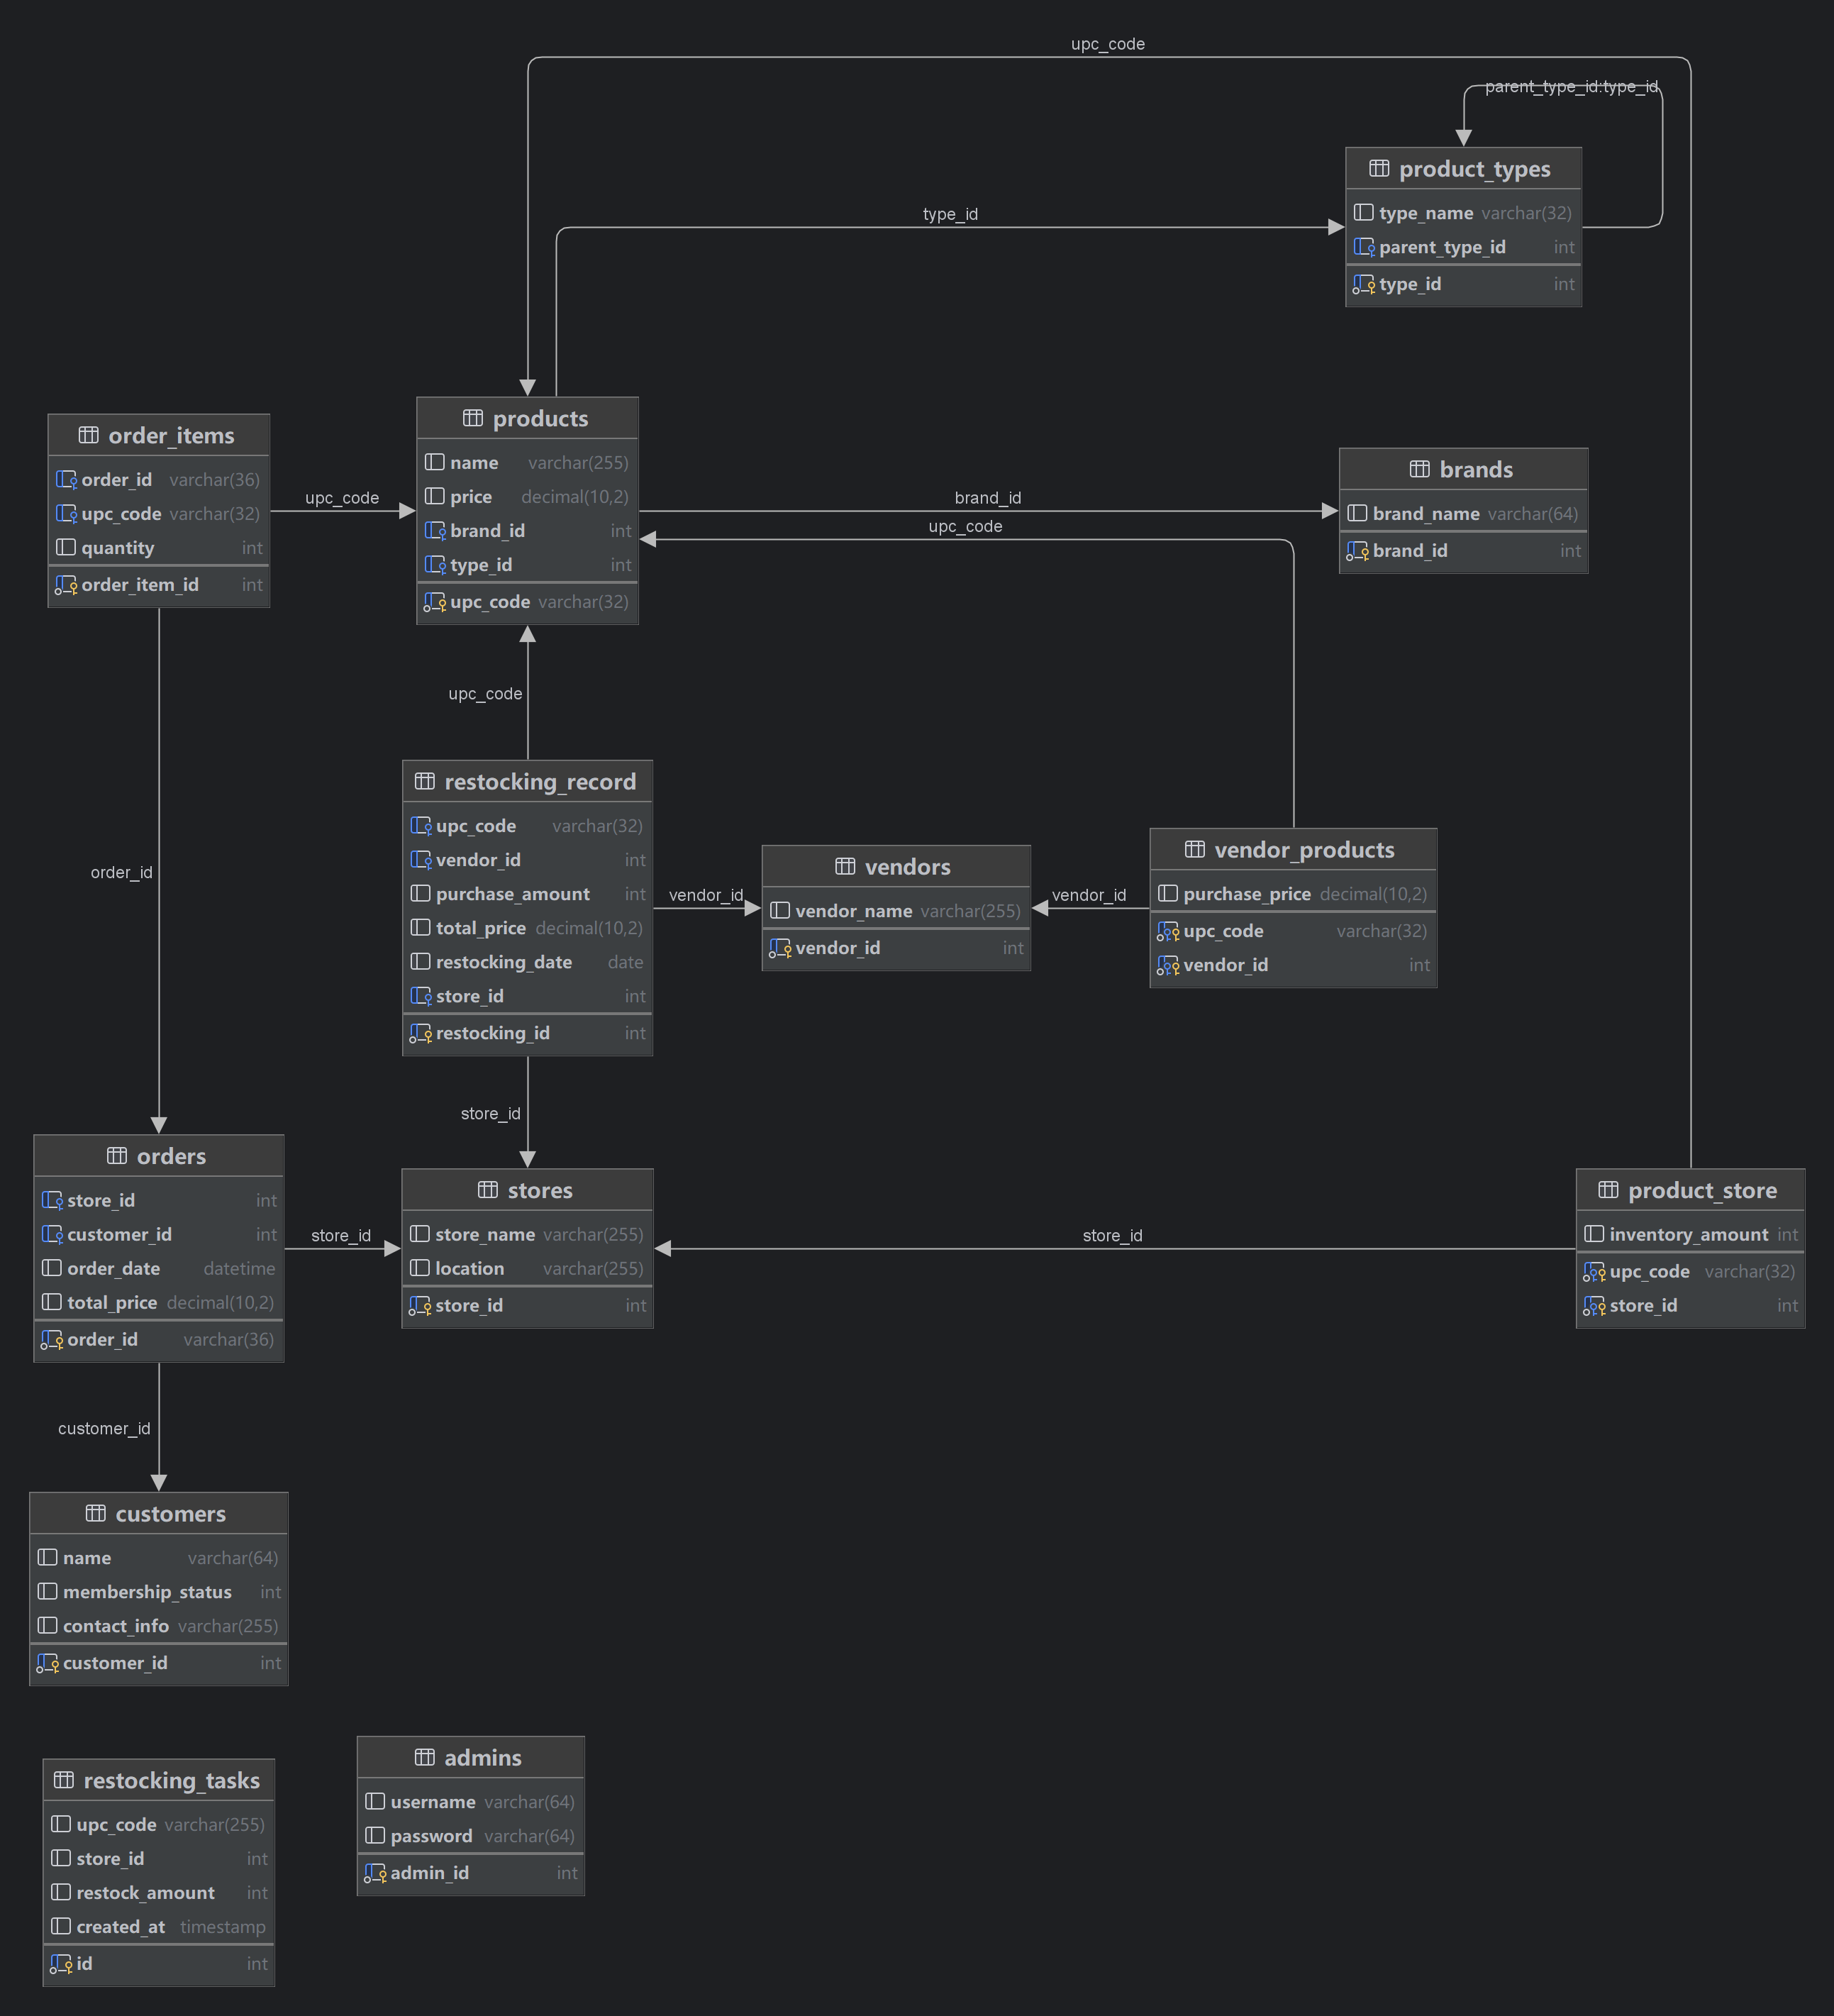 upc_code
parent_type_id:type_id
product_types
type_name varchar(32)
parent_type_id int
type_id int
type_id
products
name varchar(255)
price decimal(10,2)
brand_id int
type_id int
upc_code varchar(32)
order_items
order_id varchar(36)
upc_code varchar(32)
quantity int
order_item_id int
upc_code
brand_id
upc_code
brands
brand_name varchar(64)
brand_id int
upc_code
restocking_record
upc_code varchar(32)
vendor_id int
purchase_amount int
total_price decimal(10,2)
restocking_date date
store_id int
restocking_id int
vendor_id
vendors
vendor_name varchar(255)
vendor_id int
vendor_id
vendor_products
purchase_price decimal(10,2)
upc_code varchar(32)
vendor_id int
order_id
store_id
orders
store_id int
customer_id int
order_date datetime
total_price decimal(10,2)
order_id varchar(36)
store_id
stores
store_name varchar(255)
location varchar(255)
store_id int
store_id
product_store
inventory_amount int
upc_code varchar(32)
store_id int
customer_id
customers
name varchar(64)
membership_status int
contact_info varchar(255)
customer_id int
restocking_tasks
upc_code varchar(255)
store_id int
restock_amount int
created_at timestamp
id int
admins
username varchar(64)
password varchar(64)
admin_id int